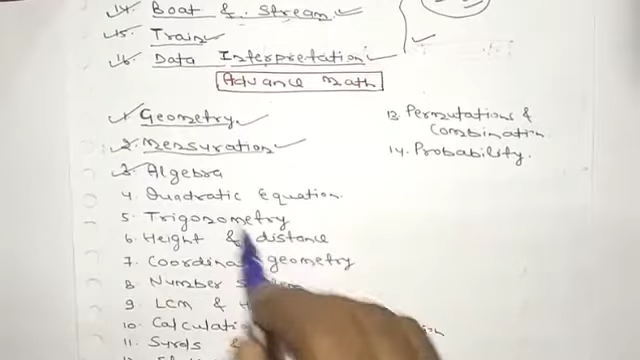 14. Boat & Stream
15. Train
16. Data Interpretation
Advance Math
1. Geometry
2. Mensuration
3. Algebra
4. Quadratic Equation
5. Trigonometry
6. Height & distance
7. Coordina geometry
8. Number
9. LCM &
10. Calculati
11. Syrds &
13. Permutations &
Combination
14. Probability